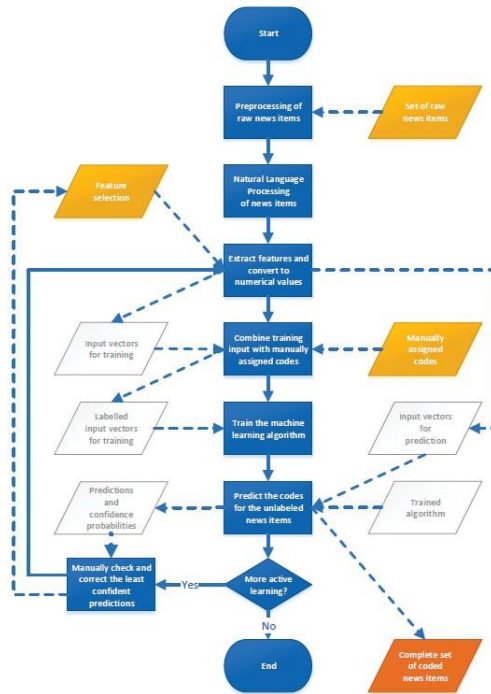 Start
Preprocessing of
raw news items
Set of raw
news items
Feature
selection
Natural Language
Processing
of news items
Extract features and
convert to
numerical values
Input vectors
for training
Combine training
input with manually
assigned codes
Manually
assigned
codes
Labelled
input vectors
for training
Train the machine
learning algorithm
Input vectors
for
prediction
Predictions
and
confidence
probabilities
Predict the codes
for the unlabeled
news items
Trained
algorithm
Manually check and
correct the least
confident
predictions
Yes
More active
learning?
No
End
Complete set
of coded
news items